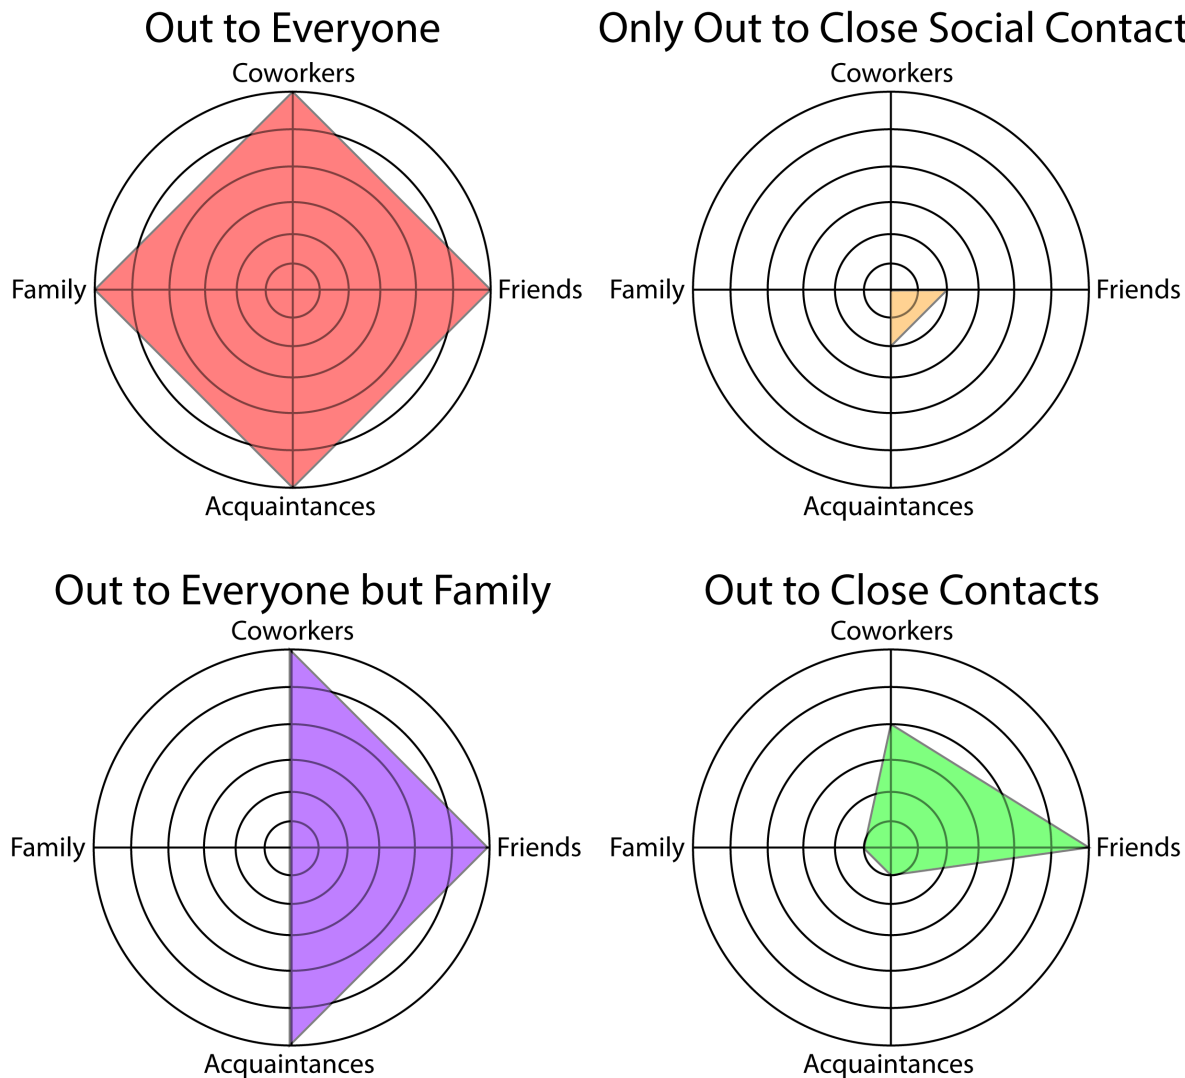 Out to Everyone
Coworkers
Family
Friends
Acquaintances
Only Out to Close Social Contact
Coworkers
Family
Friends
Acquaintances
Out to Everyone but Family
Coworkers
Family
Friends
Acquaintances
Out to Close Contacts
Coworkers
Family
Friends
Acquaintances